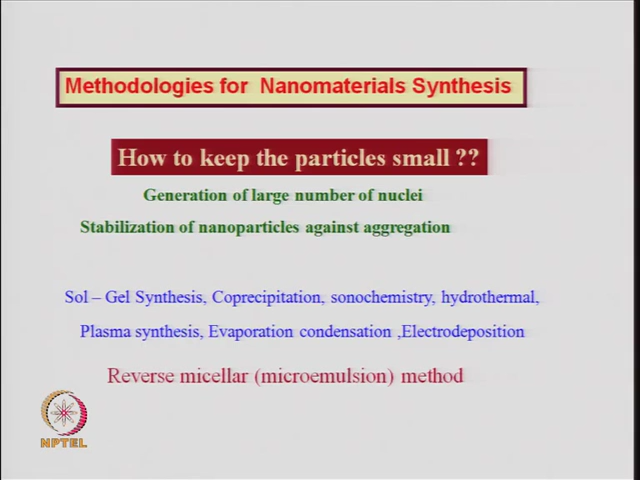 Methodologies for Nanomaterials Synthesis
How to keep the particles small ??
Generation of large number of nuclei
Stabilization of nanoparticles against aggregation
Sol – Gel Synthesis, Coprecipitation, sonochemistry, hydrothermal,
Plasma synthesis, Evaporation condensation ,Electrodeposition
Reverse micellar (microemulsion) method
NPTEL